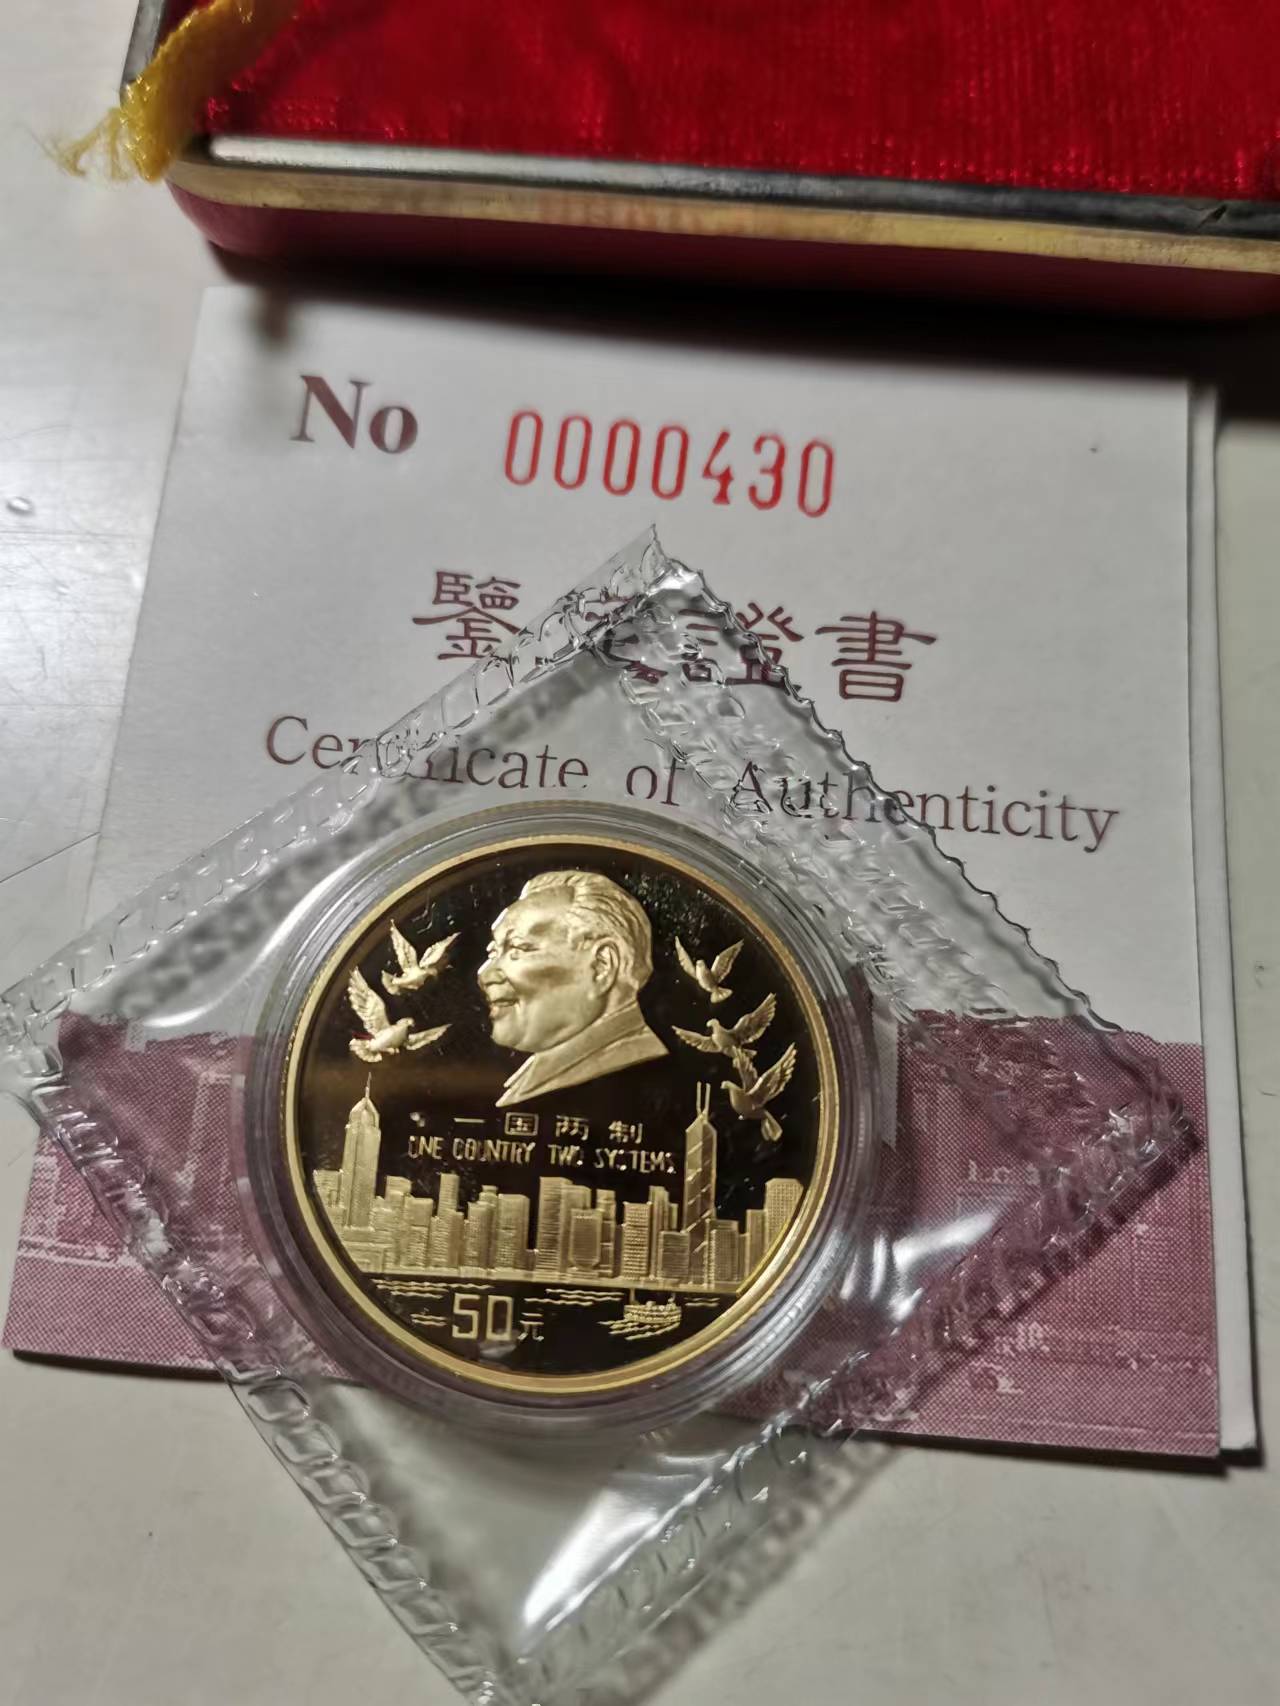 No 0000430
鑒定證書
Certificate of Authenticity
一国两制
ONE COUNTRY TWO SYSTEMS
50元